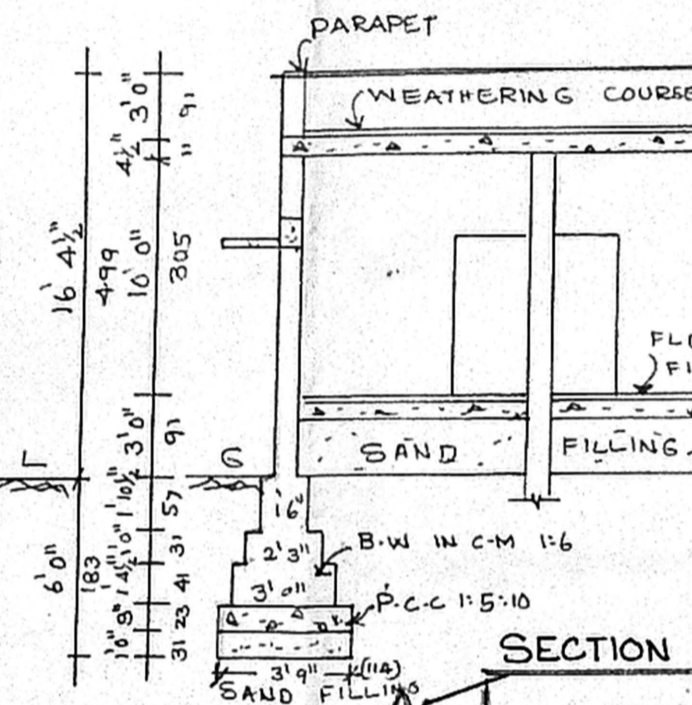 PARAPET
WEATHERING COURSE
3' 0"
91
4½"
11
16' 4½"
499
10' 0"
305
3' 0"
91
FL
FI
SAND
FILLING
L
G
1' 10½"
57
1'6"
6' 0"
183
1' 0"
31
2' 3"
B.W IN C-M 1:6
1' 4½"
41
3' 0"
9"
23
P.C.C 1:5:10
1' 0"
31
3' 9" (114)
SAND FILLING
SECTION